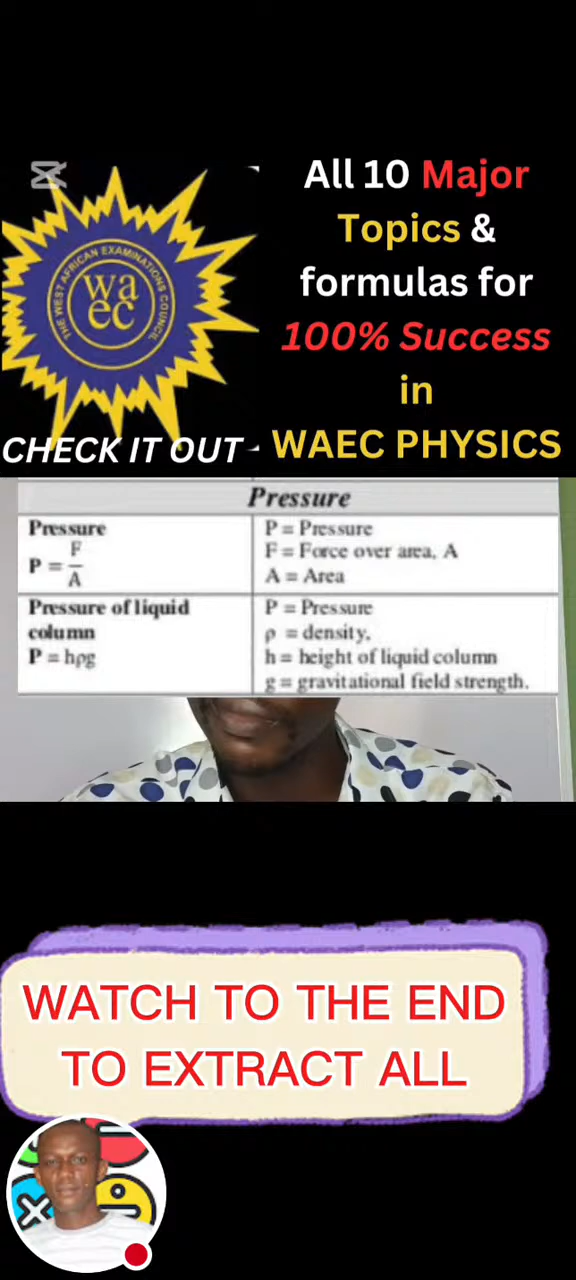 All 10 Major
Topics &
formulas for
100% Success
in
WAEC PHYSICS
THE WEST AFRICAN EXAMINATIONS COUNCIL
wa
ec
CHECK IT OUT -
Pressure
Pressure
P = F/A
P = Pressure
F = Force over area, A
A = Area
Pressure of liquid
column
P = hρg
P = Pressure
ρ = density,
h = height of liquid column
g = gravitational field strength.
WATCH TO THE END
TO EXTRACT ALL